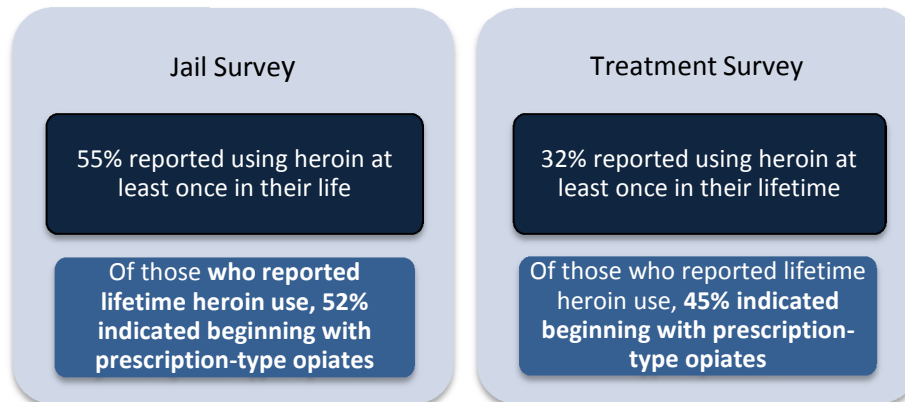 Jail Survey
55% reported using heroin at
least once in their life
Of those who reported
lifetime heroin use, 52%
indicated beginning with
prescription-type opiates
Treatment Survey
32% reported using heroin at
least once in their lifetime
Of those who reported lifetime
heroin use, 45% indicated
beginning with prescription-
type opiates